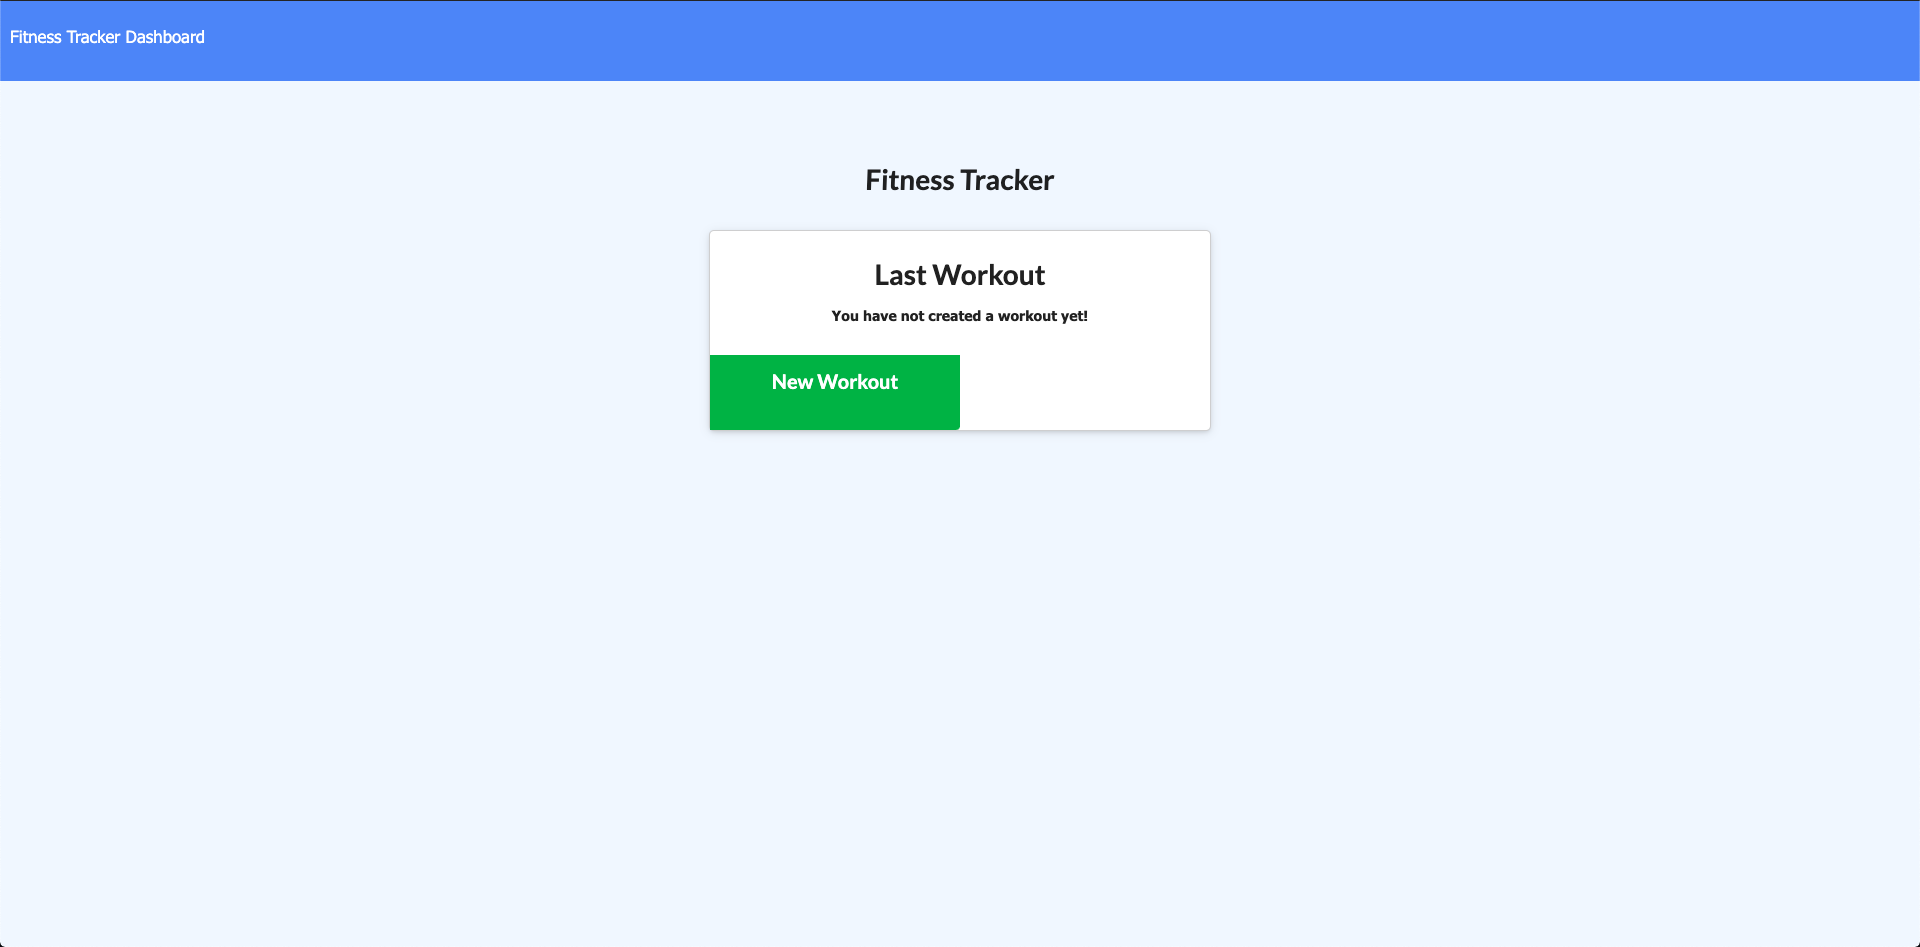 Fitness Tracker Dashboard
Fitness Tracker
Last Workout
You have not created a workout yet!
New Workout